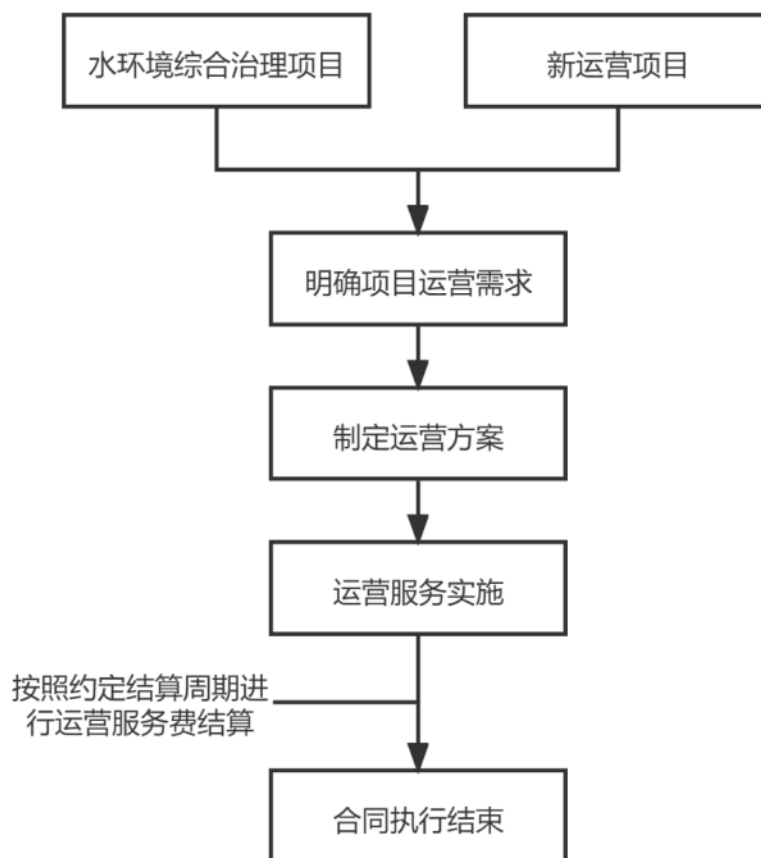 水环境综合治理项目
新运营项目
明确项目运营需求
制定运营方案
运营服务实施
按照约定结算周期进
行运营服务费结算
合同执行结束